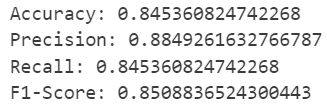 Accuracy: 0.845360824742268
Precision: 0.8849261632766787
Recall: 0.845360824742268
F1-Score: 0.8508836524300443